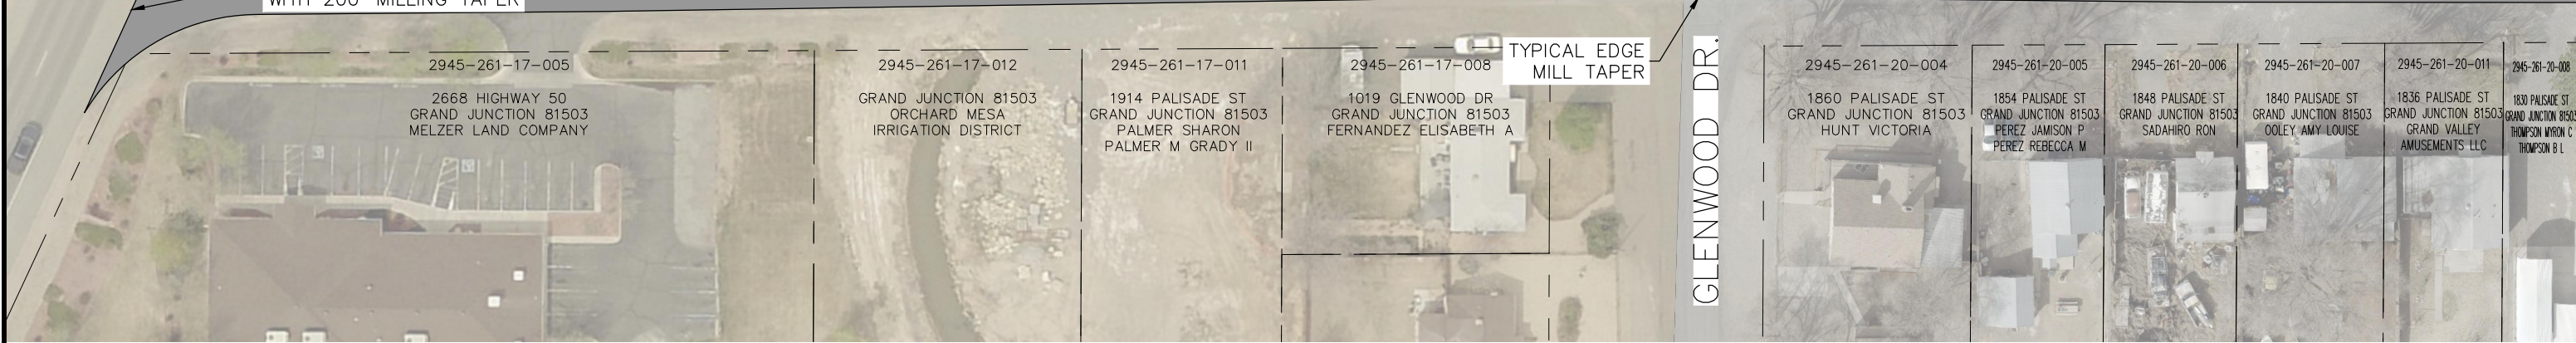 WITH 200' MILLING TAPER
TYPICAL EDGE
MILL TAPER
GLENWOOD DR.
2945-261-17-005
2668 HIGHWAY 50
GRAND JUNCTION 81503
MELZER LAND COMPANY
2945-261-17-012
GRAND JUNCTION 81503
ORCHARD MESA
IRRIGATION DISTRICT
2945-261-17-011
1914 PALISADE ST
GRAND JUNCTION 81503
PALMER SHARON
PALMER M GRADY II
2945-261-17-008
1019 GLENWOOD DR
GRAND JUNCTION 81503
FERNANDEZ ELISABETH A
2945-261-20-004
1860 PALISADE ST
GRAND JUNCTION 81503
HUNT VICTORIA
2945-261-20-005
1854 PALISADE ST
GRAND JUNCTION 81503
PEREZ JAMISON P
PEREZ REBECCA M
2945-261-20-006
1848 PALISADE ST
GRAND JUNCTION 81503
SADAHIRO RON
2945-261-20-007
1840 PALISADE ST
GRAND JUNCTION 81503
OOLEY AMY LOUISE
2945-261-20-011
1836 PALISADE ST
GRAND JUNCTION 81503
GRAND VALLEY
AMUSEMENTS LLC
2945-261-20-008
1830 PALISADE ST
GRAND JUNCTION 81503
THOMPSON MYRON C
THOMPSON B L